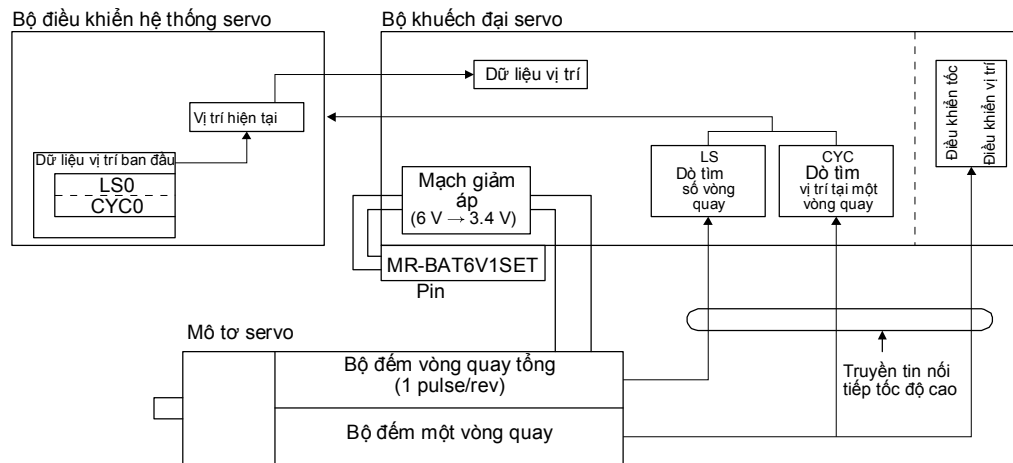 Bộ điều khiển hệ thống servo
Bộ khuếch đại servo
Dữ liệu vị trí
Vị trí hiện tại
Dữ liệu vị trí ban đầu
LS0
CYC0
Mạch giảm
áp
(6 V → 3.4 V)
MR-BAT6V1SET
Pin
LS
Dò tìm
số vòng
quay
CYC
Dò tìm
vị trí tại một
vòng quay
Điều khiển tốc
Điều khiển vị trí
Mô tơ servo
Bộ đếm vòng quay tổng
(1 pulse/rev)
Bộ đếm một vòng quay
Truyền tin nối
tiếp tốc độ cao